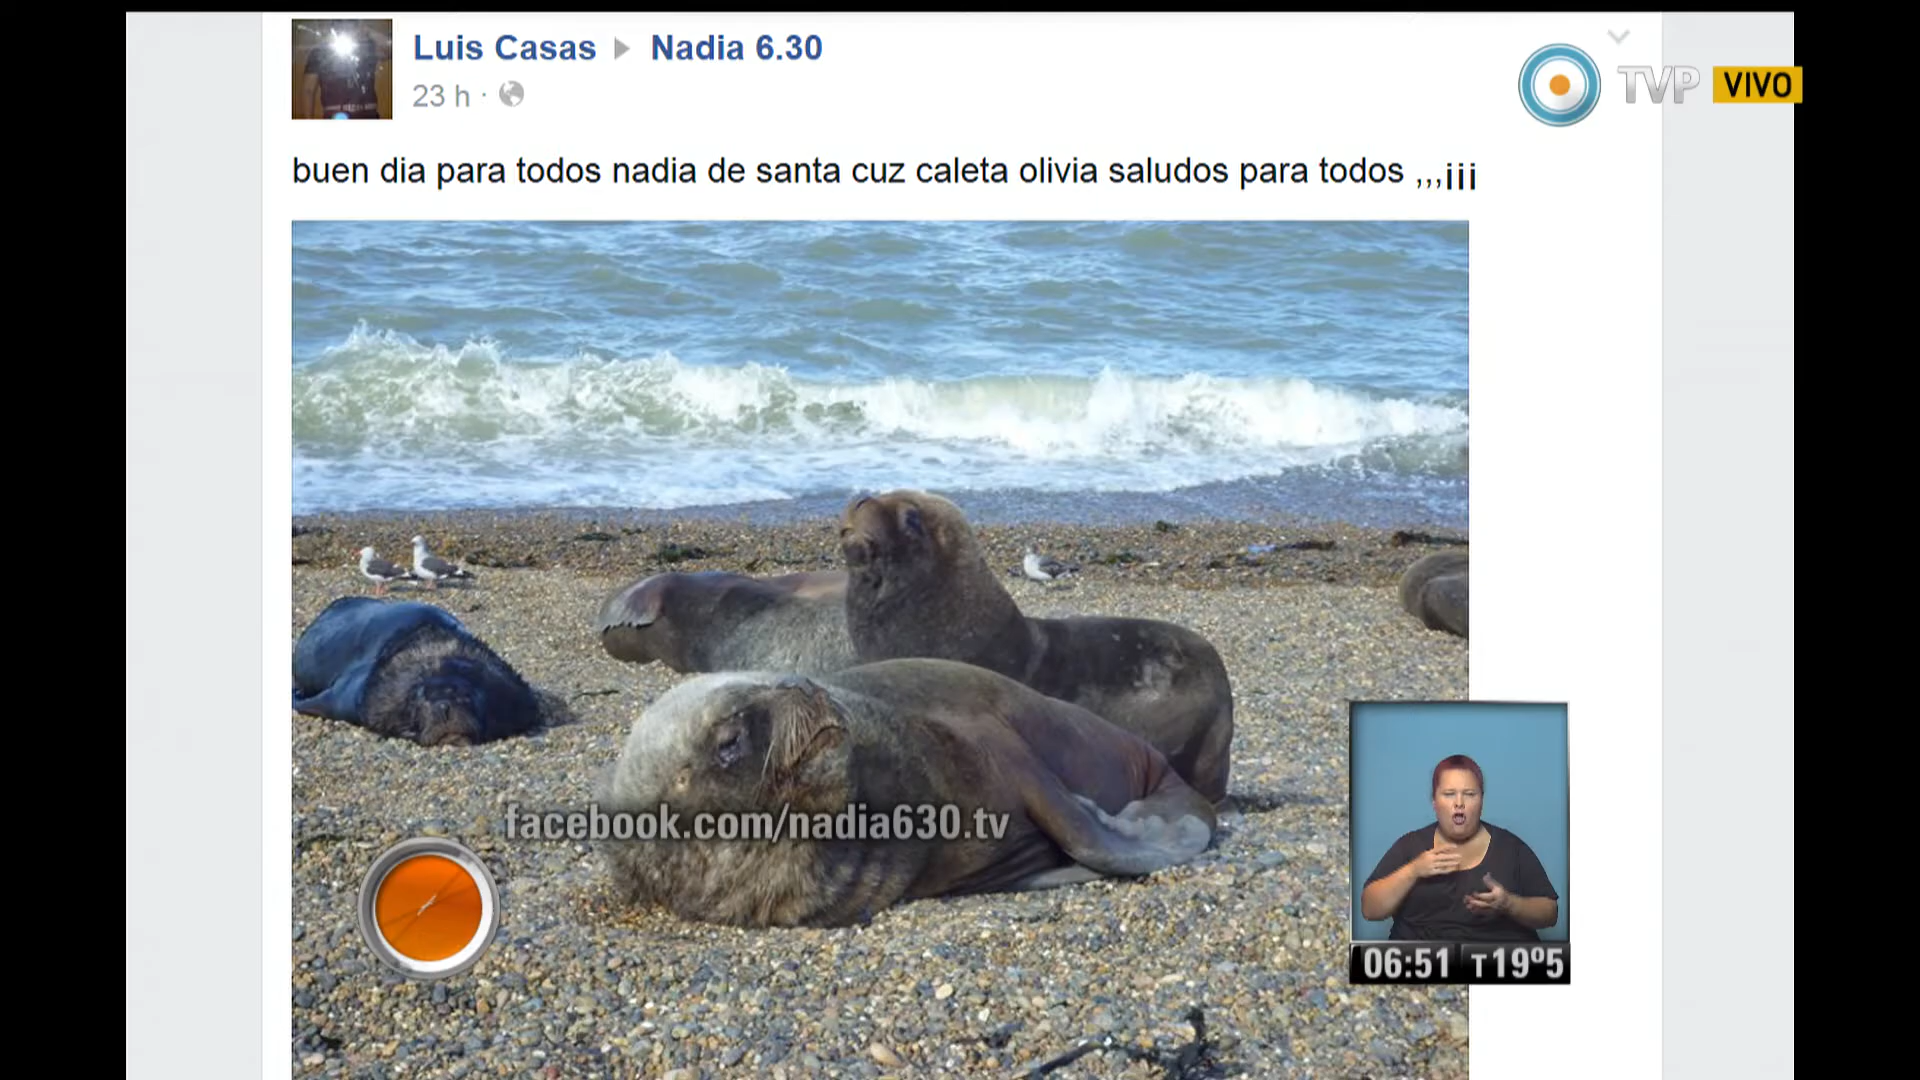 Luis Casas Nadia 6.30
23 h ·
TVP VIVO
buen dia para todos nadia de santa cuz caleta olivia saludos para todos ,,,¡¡¡
facebook.com/nadia630.tv
06:51 T19º5